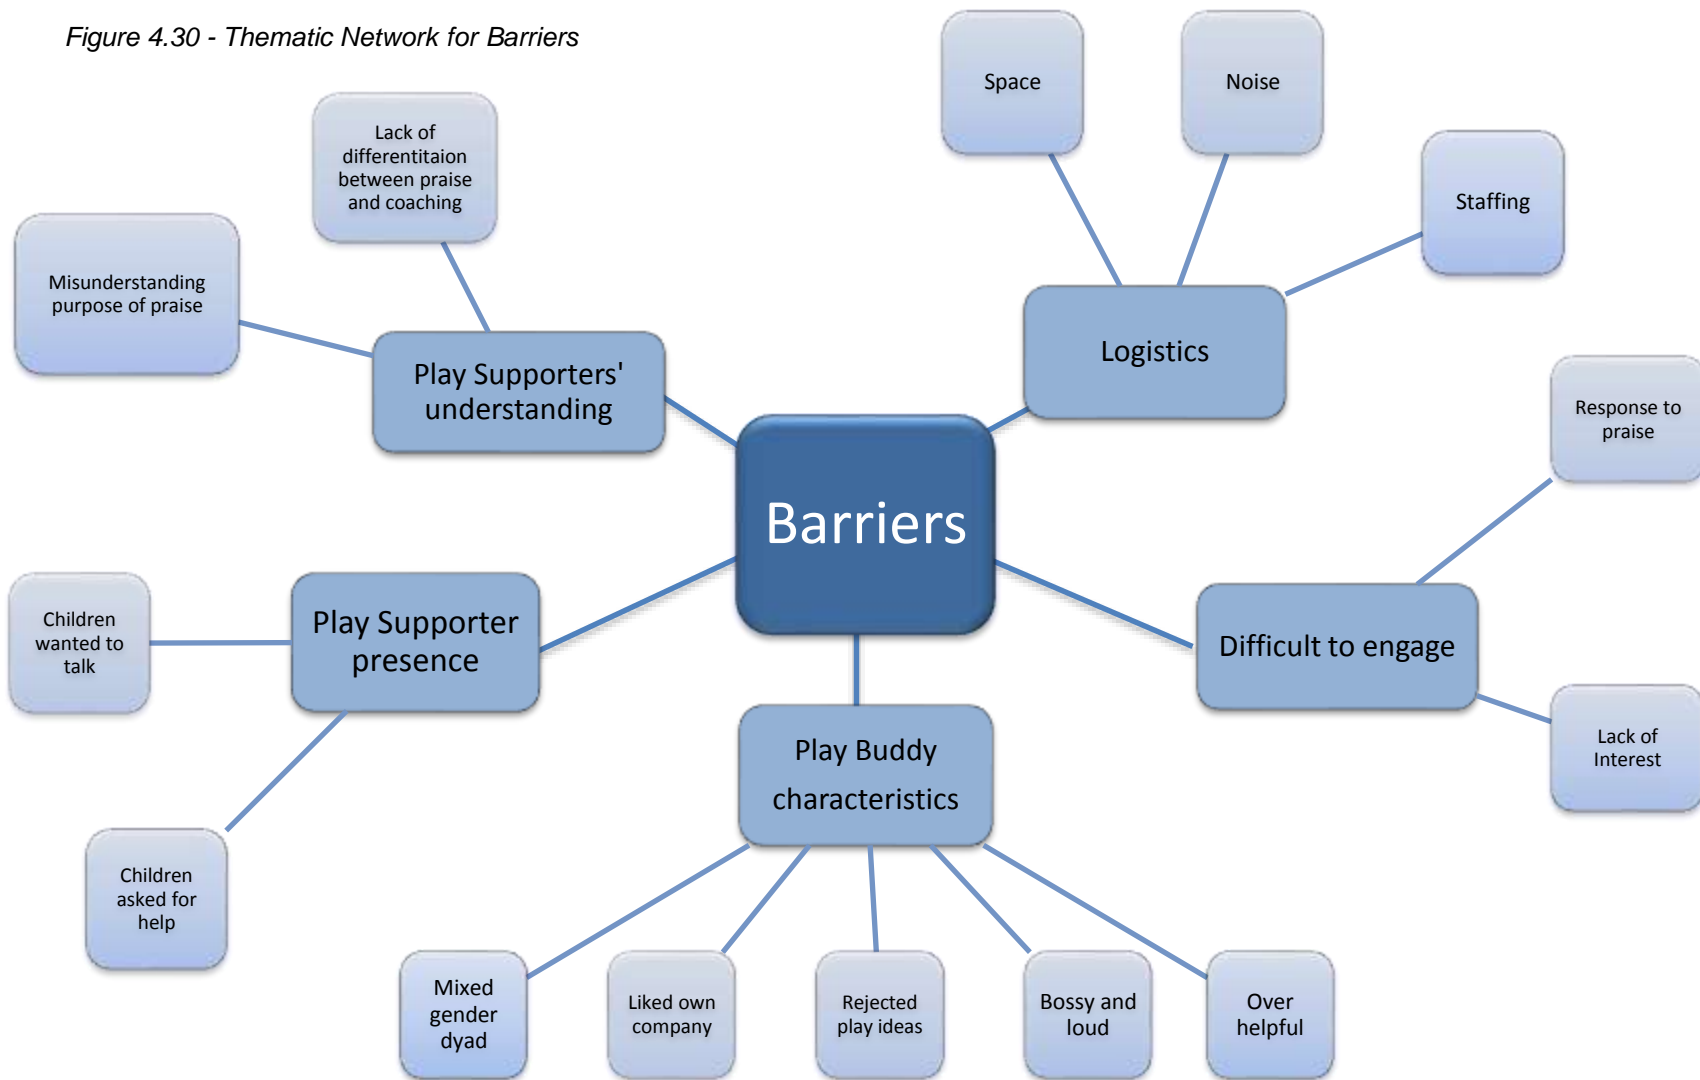 Figure 4.30 - Thematic Network for Barriers
Space
Noise
Staffing
Lack of
differentitaion
between praise
and coaching
Misunderstanding
purpose of praise
Play Supporters'
understanding
Logistics
Response to
praise
Barriers
Children
wanted to
talk
Play Supporter
presence
Difficult to engage
Lack of
Interest
Play Buddy
characteristics
Children
asked for
help
Mixed
gender
dyad
Liked own
company
Rejected
play ideas
Bossy and
loud
Over
helpful